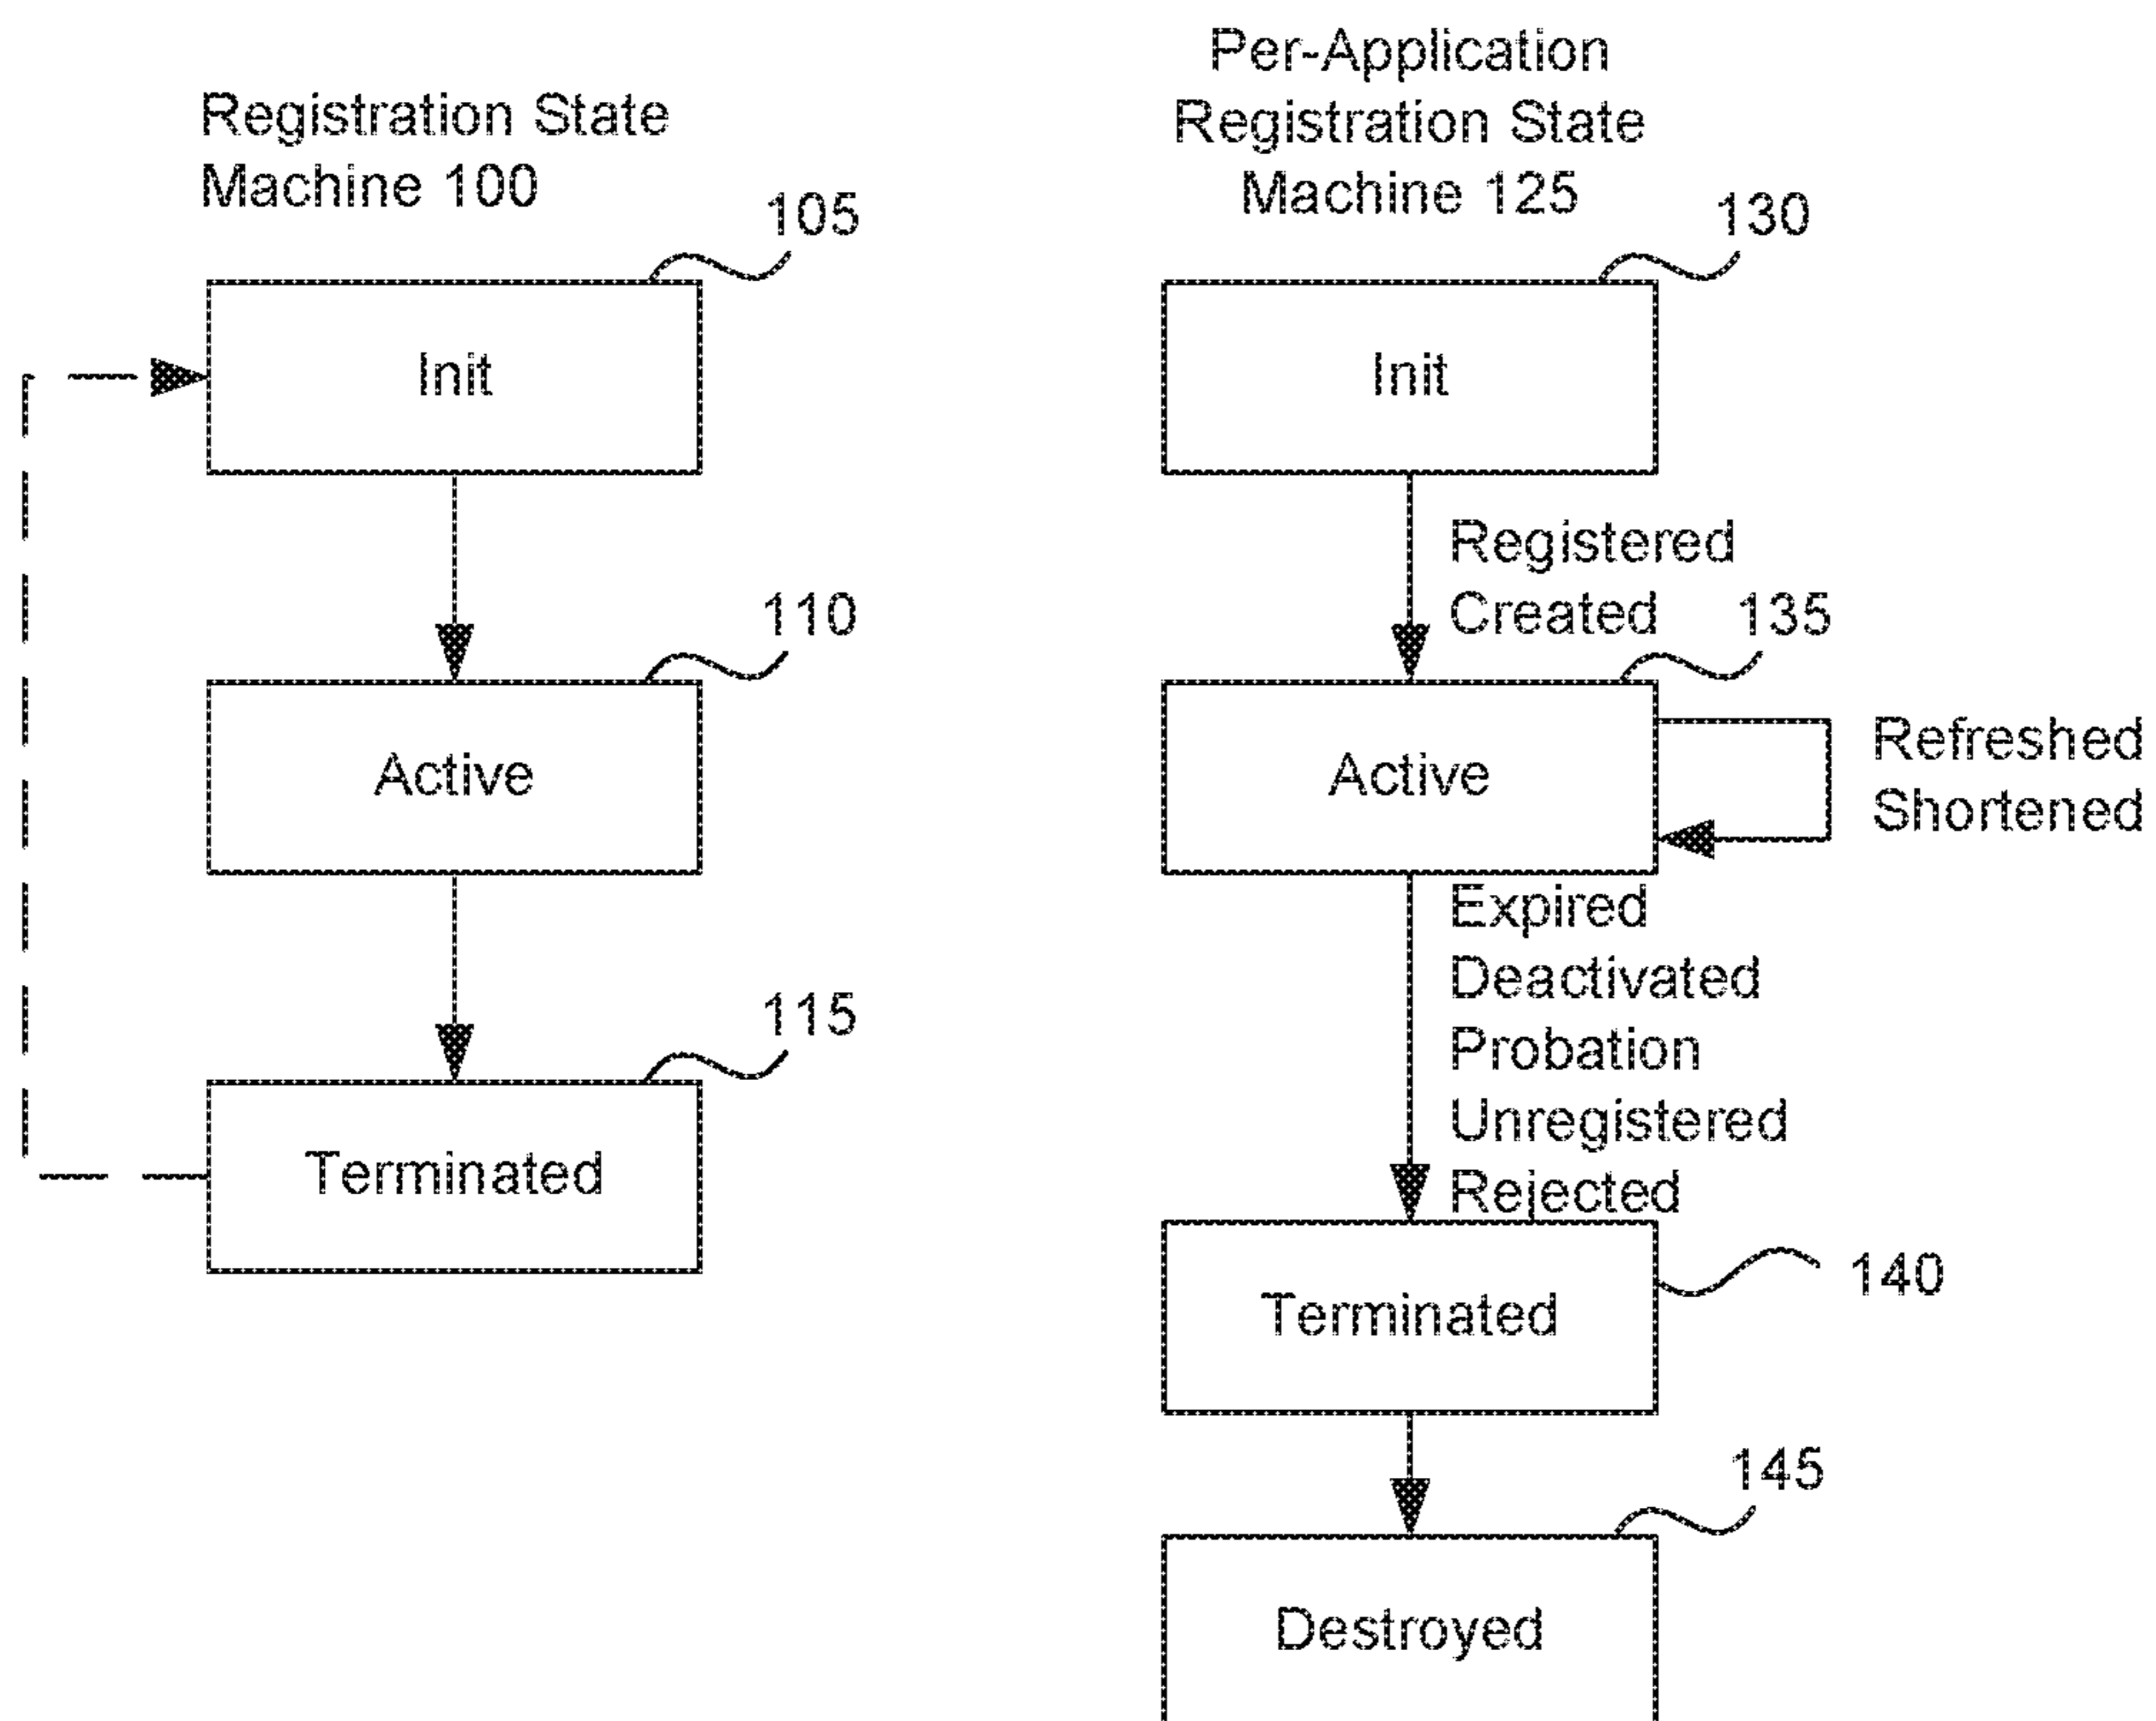 Registration State
Machine 100
105
Init
110
Active
115
Terminated
Per-Application
Registration State
Machine 125
130
Init
Registered
Created
135
Active
Refreshed
Shortened
Expired
Deactivated
Probation
Unregistered
Rejected
Terminated
140
145
Destroyed